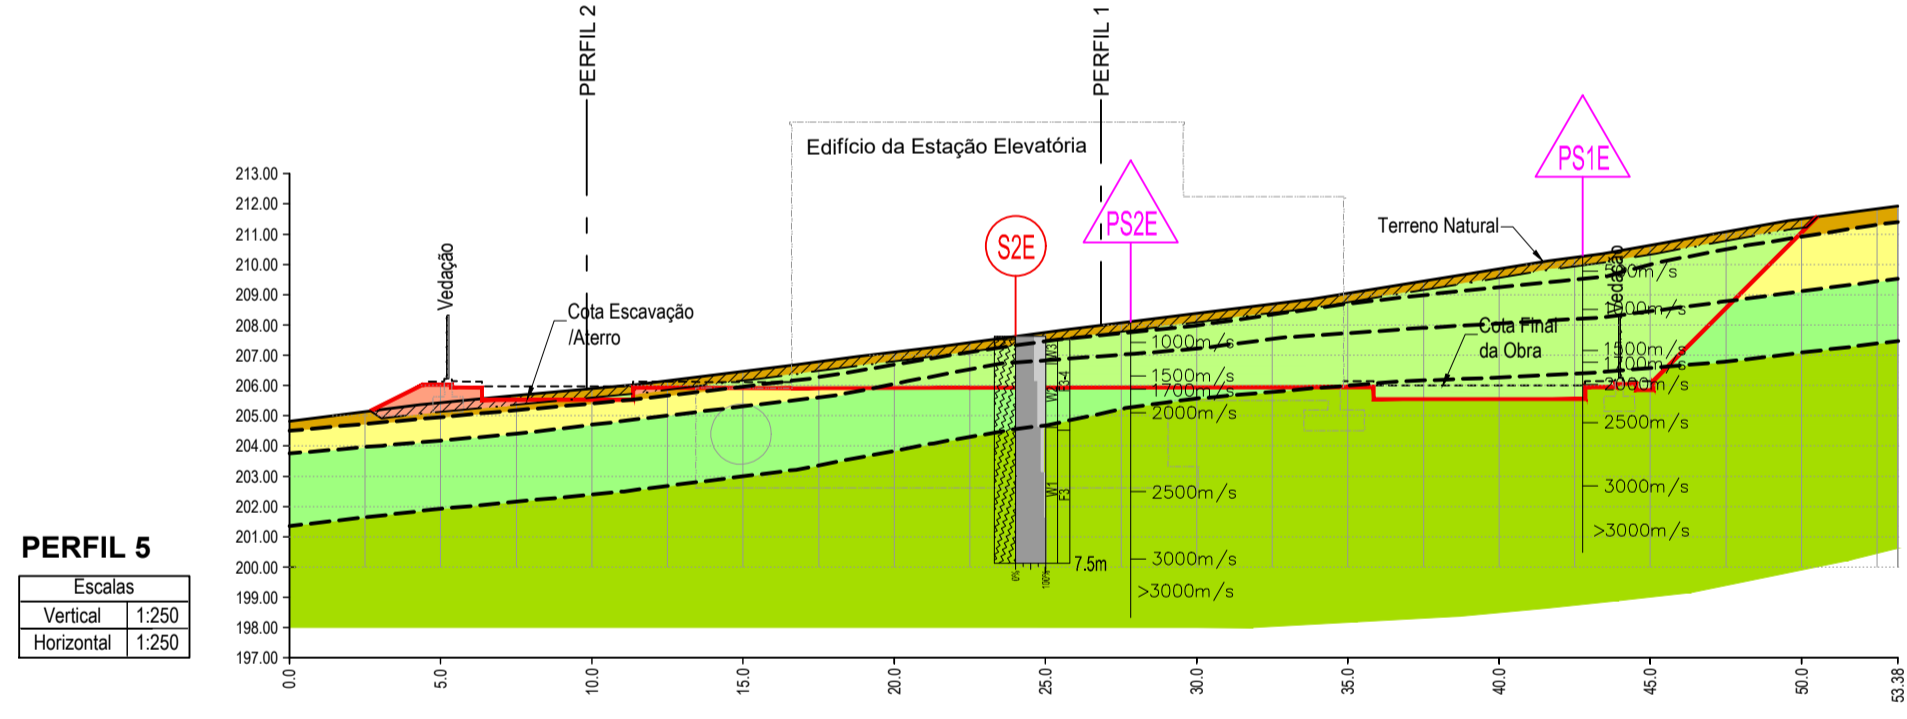 PERFIL 2
PERFIL 1
Edifício da Estação Elevatória
PS1E
PS2E
S2E
Terreno Natural
Vedação
Cota Escavação
/Aterro
Vedação
Cota Final
da Obra
213.00
212.00
211.00
210.00
209.00
208.00
207.00
206.00
205.00
204.00
203.00
202.00
201.00
200.00
199.00
198.00
197.00
1000m/s
1500m/s
1700m/s
2000m/s
2500m/s
3000m/s
>3000m/s
1500m/s
2000m/s
2500m/s
3000m/s
>3000m/s
W3
W1
F3
0%
100%
7.5m
PERFIL 5
Escalas
Vertical 1:250
Horizontal 1:250
0.0
5.0
10.0
15.0
20.0
25.0
30.0
35.0
40.0
45.0
50.0
53.38